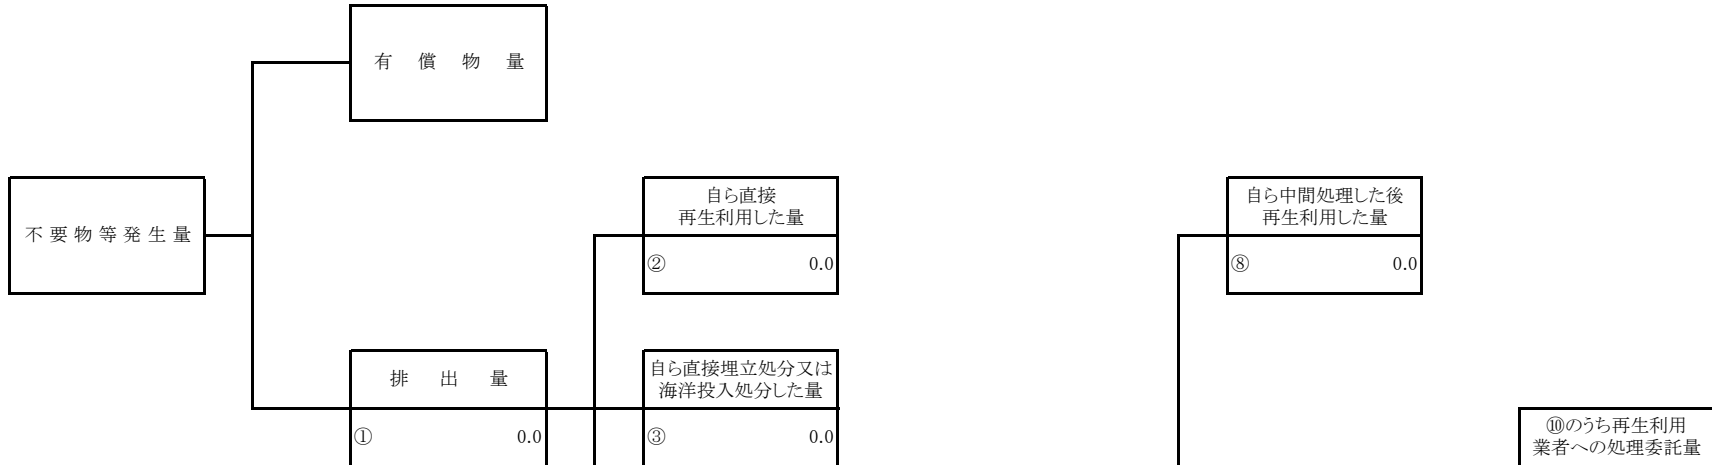 有償物量
不要物等発生量
自ら直接
再生利用した量
② 0.0
自ら中間処理した後
再生利用した量
⑧ 0.0
排出量
① 0.0
自ら直接埋立処分又は
海洋投入処分した量
③ 0.0
⑩のうち再生利用
業者への処理委託量